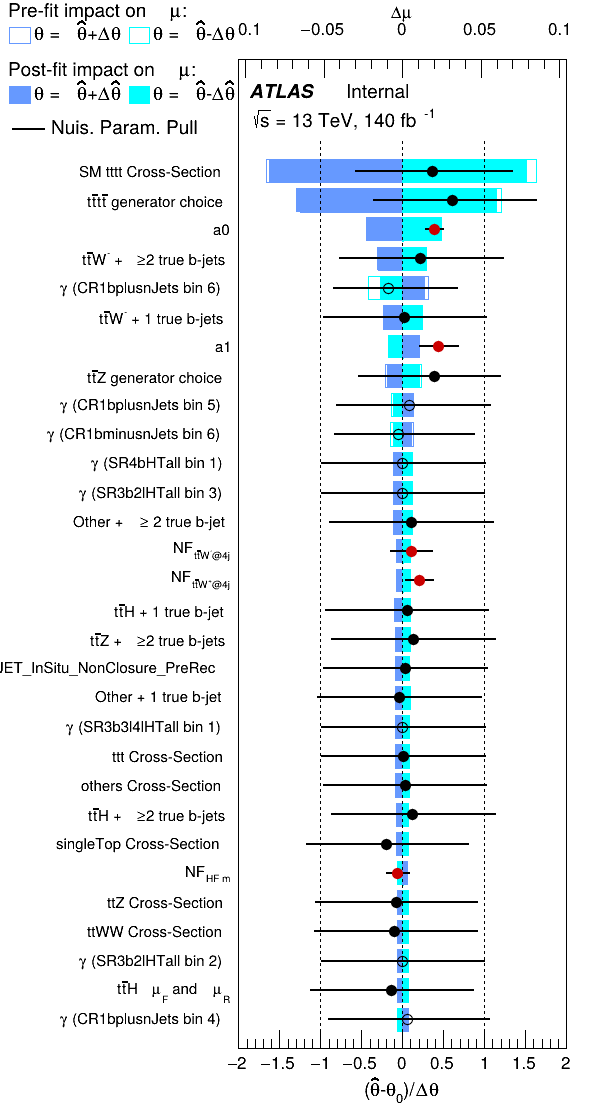 Pre-fit impact on μ:
θ = θ̂+Δθ θ = θ̂-Δθ
Post-fit impact on μ:
θ = θ̂+Δθ̂ θ = θ̂-Δθ̂
Nuis. Param. Pull
Δμ
0.1 −0.05 0 0.05 0.1
ATLAS Internal
√s = 13 TeV, 140 fb⁻¹
SM tttt Cross-Section
tt̄tt̄ generator choice
a0
tt̄W⁻ + ≥2 true b-jets
γ (CR1bplusnJets bin 6)
tt̄W⁻ + 1 true b-jets
a1
tt̄Z generator choice
γ (CR1bplusnJets bin 5)
γ (CR1bminusnJets bin 6)
γ (SR4bHTall bin 1)
γ (SR3b2lHTall bin 3)
Other + ≥ 2 true b-jet
NF tt̄W⁻@4j
NF tt̄W⁺@4j
tt̄H + 1 true b-jet
tt̄Z + ≥2 true b-jets
JET_InSitu_NonClosure_PreRec
Other + 1 true b-jet
γ (SR3b3l4lHTall bin 1)
ttt Cross-Section
others Cross-Section
tt̄H + ≥2 true b-jets
singleTop Cross-Section
NF HF m
ttZ Cross-Section
ttWW Cross-Section
γ (SR3b2lHTall bin 2)
tt̄H μ_F and μ_R
γ (CR1bplusnJets bin 4)
−2 −1.5 −1 −0.5 0 0.5 1 1.5 2
(θ̂-θ₀)/Δθ